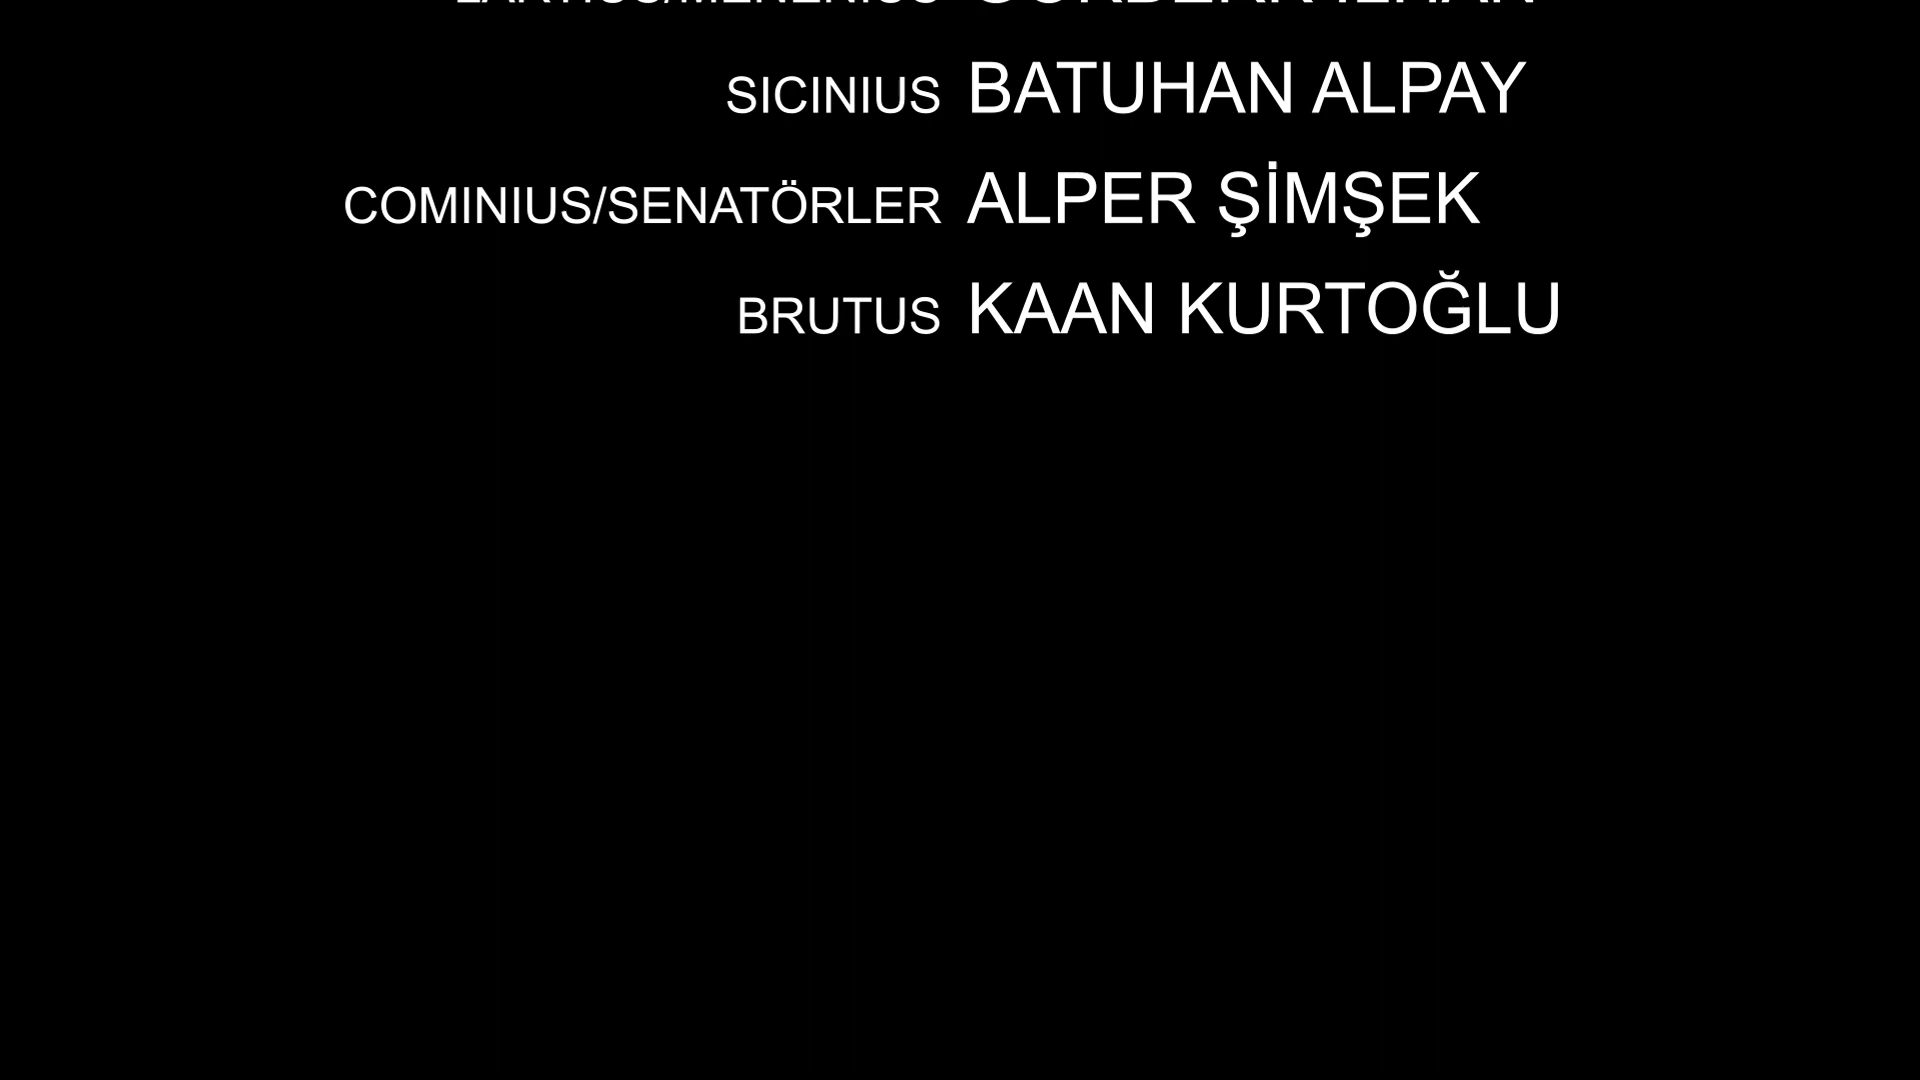 SICINIUS BATUHAN ALPAY
COMINIUS/SENATÖRLER ALPER ŞİMŞEK
BRUTUS KAAN KURTOĞLU